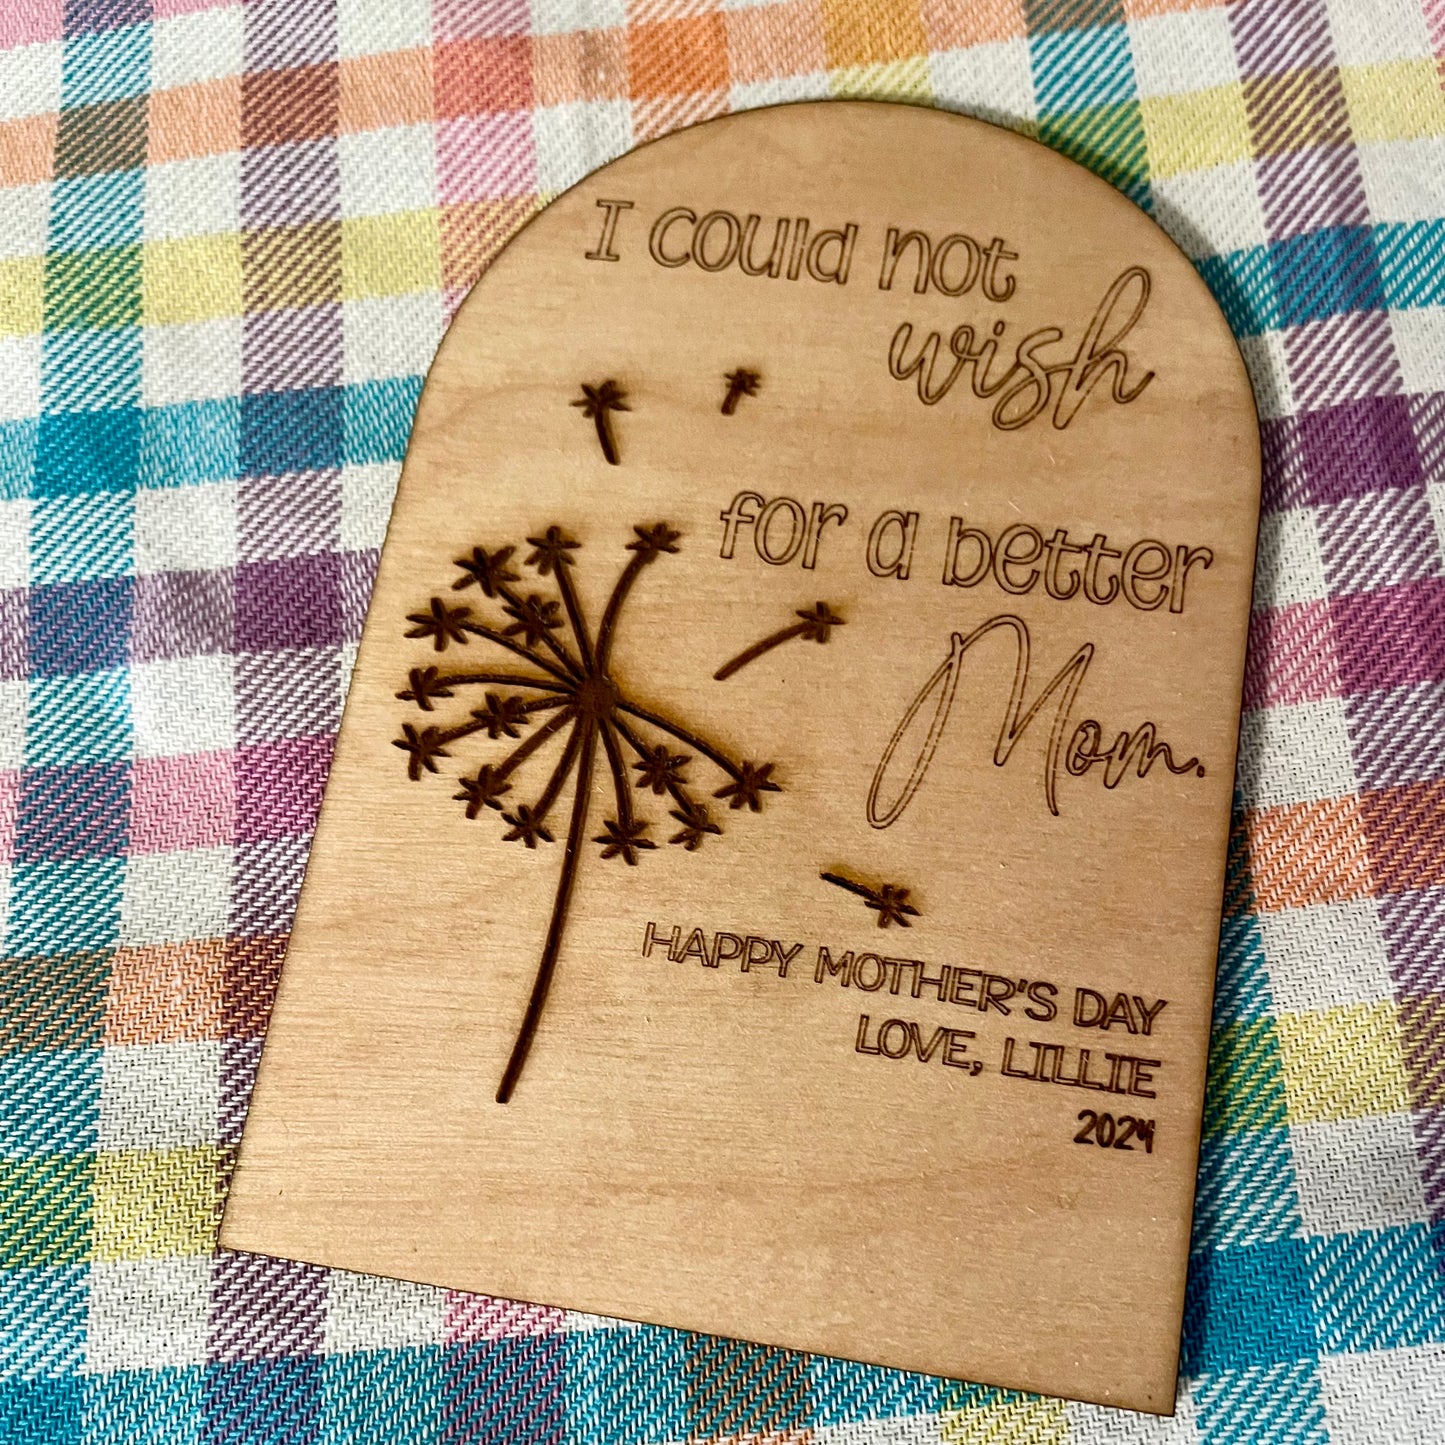 I could not
wish
for a better
Mom.
HAPPY MOTHER'S DAY
LOVE, LILLIE
2024